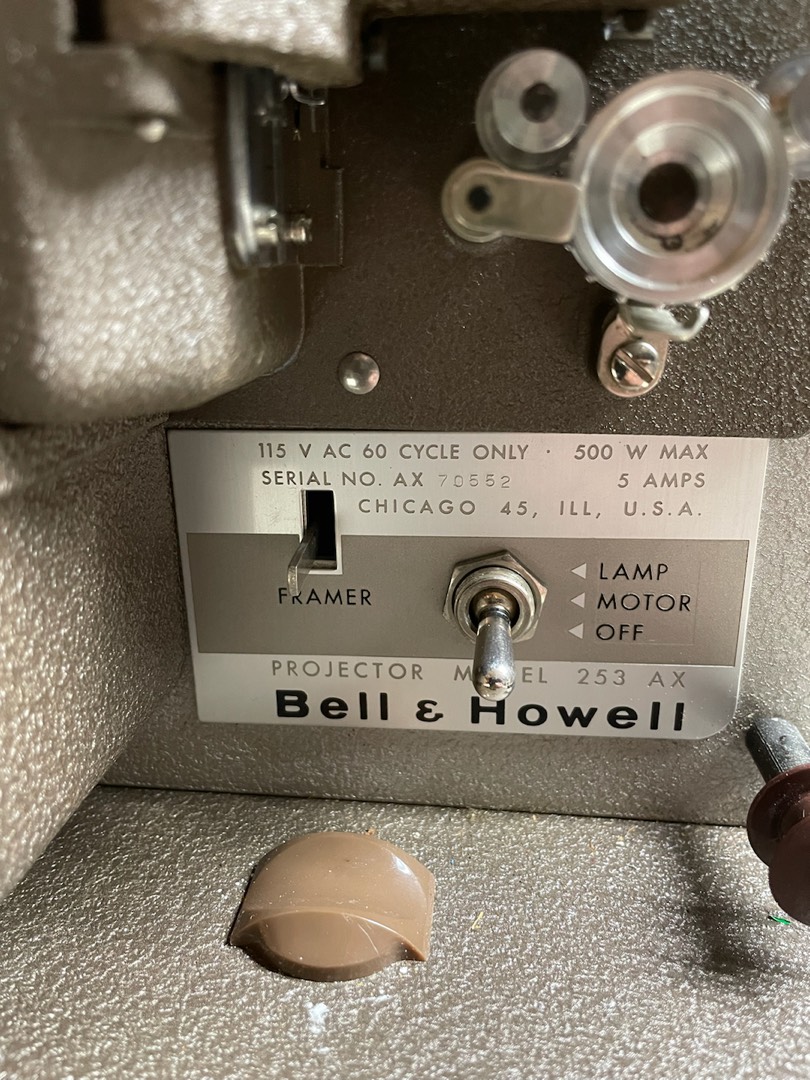 115 V AC 60 CYCLE ONLY · 500 W MAX
SERIAL NO. AX 70552 5 AMPS
CHICAGO 45, ILL, U.S.A.
LAMP
FRAMER MOTOR
OFF
PROJECTOR MODEL 253 AX
Bell & Howell